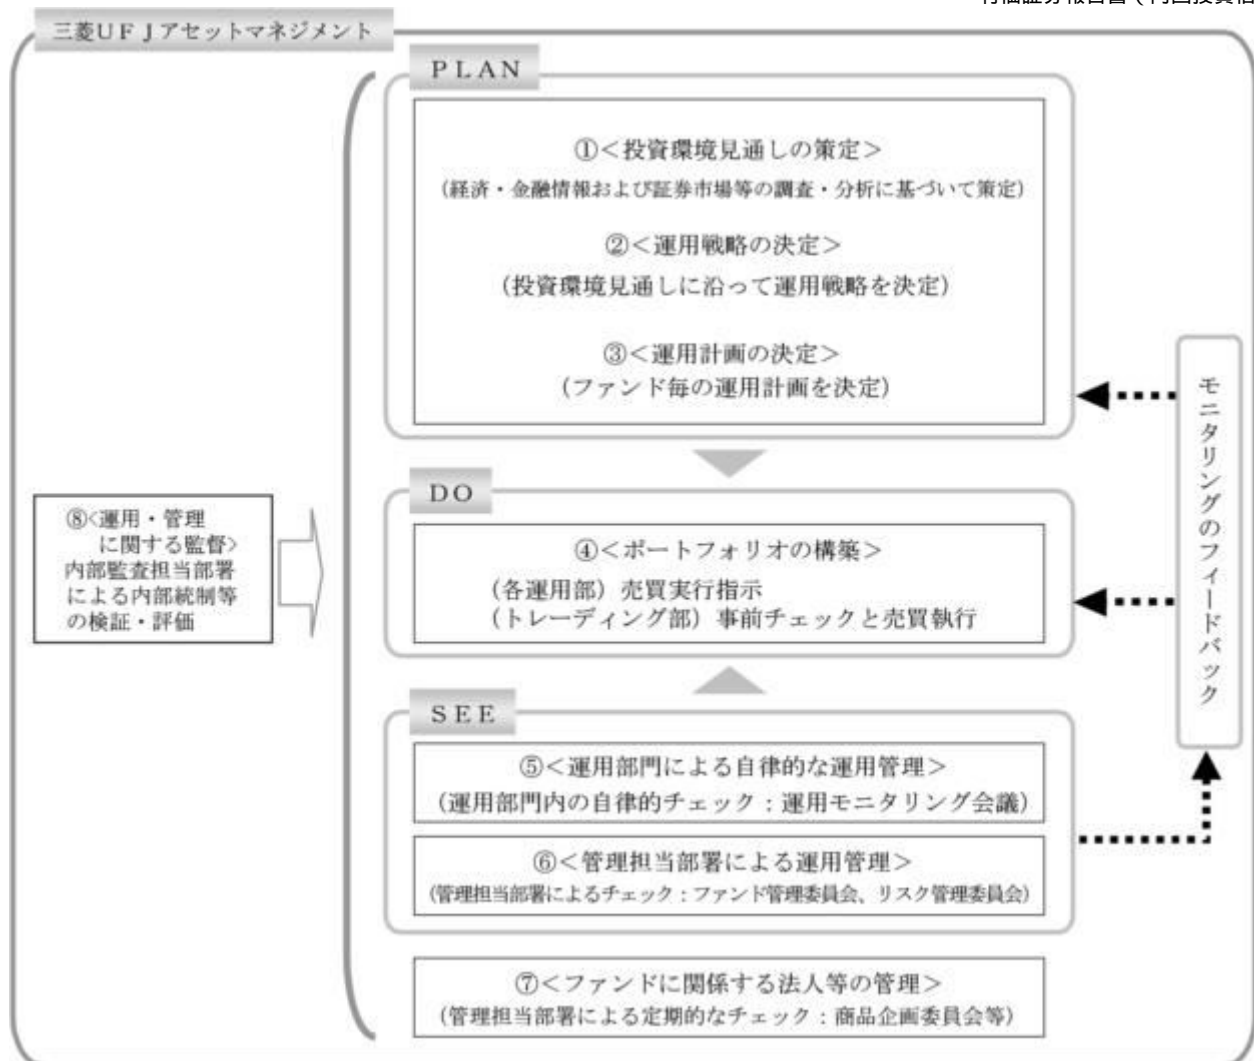 三菱ＵＦＪアセットマネジメント
ＰＬＡＮ
①＜投資環境見通しの策定＞
（経済・金融情報および証券市場等の調査・分析に基づいて策定）
②＜運用戦略の決定＞
（投資環境見通しに沿って運用戦略を決定）
③＜運用計画の決定＞
（ファンド毎の運用計画を決定）
モニタリングのフィードバック
ＤＯ
④＜ポートフォリオの構築＞
（各運用部）売買実行指示
（トレーディング部）事前チェックと売買執行
⑧<運用・管理
に関する監督>
内部監査担当部署
による内部統制等
の検証・評価
ＳＥＥ
⑤＜運用部門による自律的な運用管理＞
（運用部門内の自律的チェック：運用モニタリング会議）
⑥＜管理担当部署による運用管理＞
（管理担当部署によるチェック：ファンド管理委員会、リスク管理委員会）
⑦＜ファンドに関係する法人等の管理＞
（管理担当部署による定期的なチェック：商品企画委員会等）